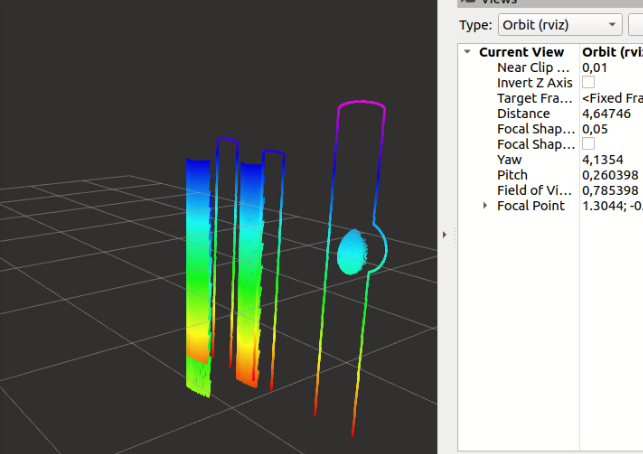 Views
Type: Orbit (rviz)
Current View Orbit (rviz
Near Clip ... 0,01
Invert Z Axis
Target Fra... <Fixed Fra
Distance 4,64746
Focal Shap... 0,05
Focal Shap...
Yaw 4,1354
Pitch 0,260398
Field of Vi... 0,785398
Focal Point 1.3044; -0.